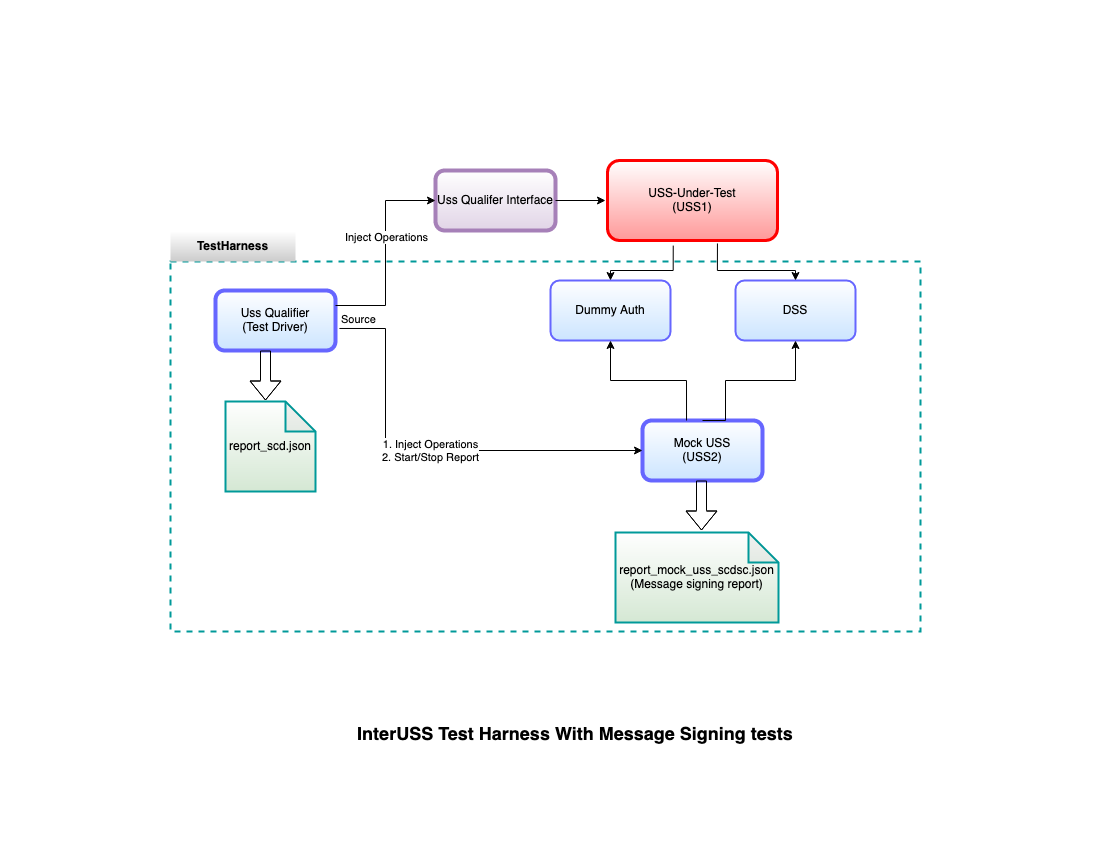 Uss Qualifer Interface
USS-Under-Test
(USS1)
Inject Operations
TestHarness
Uss Qualifier
(Test Driver)
Source
Dummy Auth
DSS
report_scd.json
1. Inject Operations
2. Start/Stop Report
Mock USS
(USS2)
report_mock_uss_scdsc.json
(Message signing report)
InterUSS Test Harness With Message Signing tests